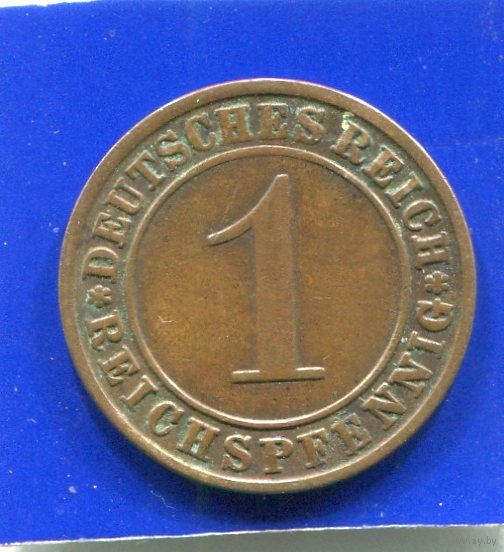 DEUTSCHES REICH
1
* REICHSPFENNIG *